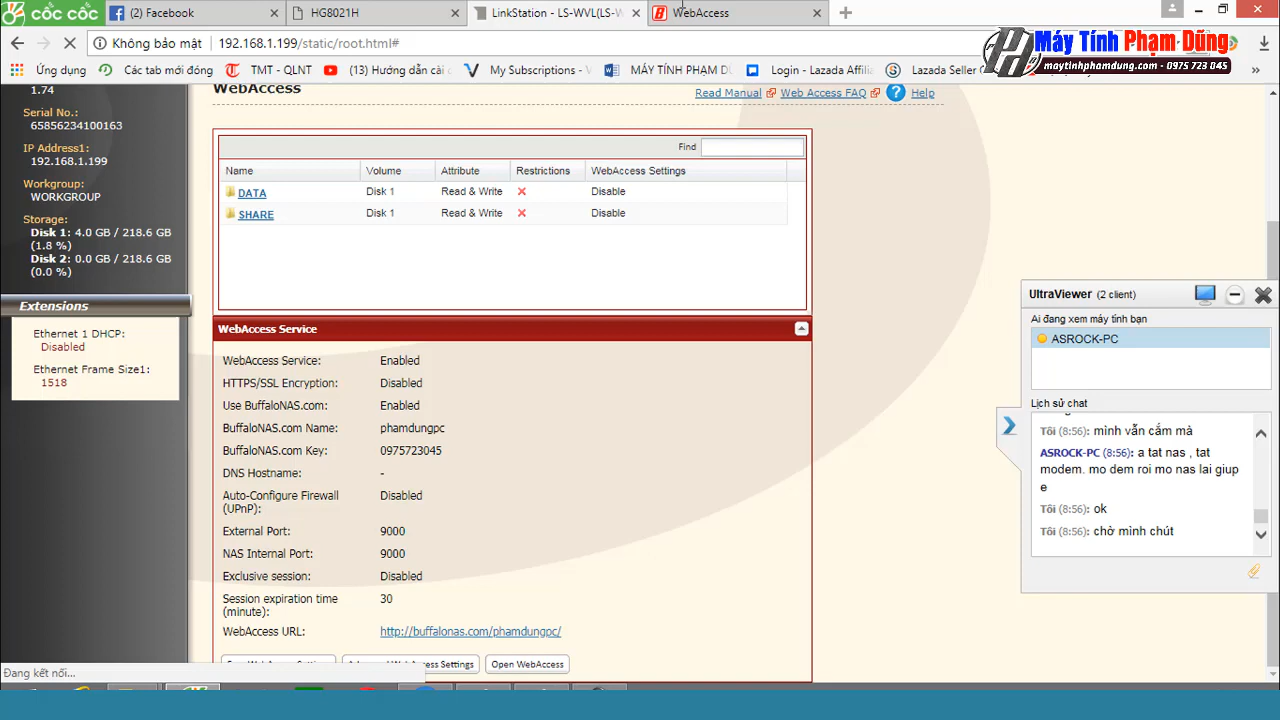 cốc cốc
(2) Facebook
HG8021H
LinkStation - LS-WVL(LS-W
WebAccess
Không bảo mật
192.168.1.199/static/root.html#
Máy Tính Phạm Dũng
maytinhphamdung.com - 0975 723 045
Ứng dụng
Các tab mới đóng
TMT - QLNT
(13) Hướng dẫn cài
My Subscriptions -
MÁY TÍNH PHẠM DŨ
Login - Lazada Affilia
Lazada Seller C
1.74
Serial No.:
65856234100163
IP Address1:
192.168.1.199
Workgroup:
WORKGROUP
Storage:
Disk 1: 4.0 GB / 218.6 GB
(1.8 %)
Disk 2: 0.0 GB / 218.6 GB
(0.0 %)
Extensions
Ethernet 1 DHCP:
Disabled
Ethernet Frame Size1:
1518
WebAccess
Read Manual
Web Access FAQ
Help
Find
Name Volume Attribute Restrictions WebAccess Settings
DATA Disk 1 Read & Write Disable
SHARE Disk 1 Read & Write Disable
WebAccess Service
WebAccess Service: Enabled
HTTPS/SSL Encryption: Disabled
Use BuffaloNAS.com: Enabled
BuffaloNAS.com Name: phamdungpc
BuffaloNAS.com Key: 0975723045
DNS Hostname: -
Auto-Configure Firewall Disabled
(UPnP):
External Port: 9000
NAS Internal Port: 9000
Exclusive session: Disabled
Session expiration time 30
(minute):
WebAccess URL: http://buffalonas.com/phamdungpc/
Open WebAccess
Đang kết nối...
UltraViewer (2 client)
Ai đang xem máy tính bạn
ASROCK-PC
Lịch sử chat
Tôi (8:56): mình vẫn cắm mà
ASROCK-PC (8:56): a tat nas , tat
modem. mo dem roi mo nas lai giup
e
Tôi (8:56): ok
Tôi (8:56): chờ mình chút